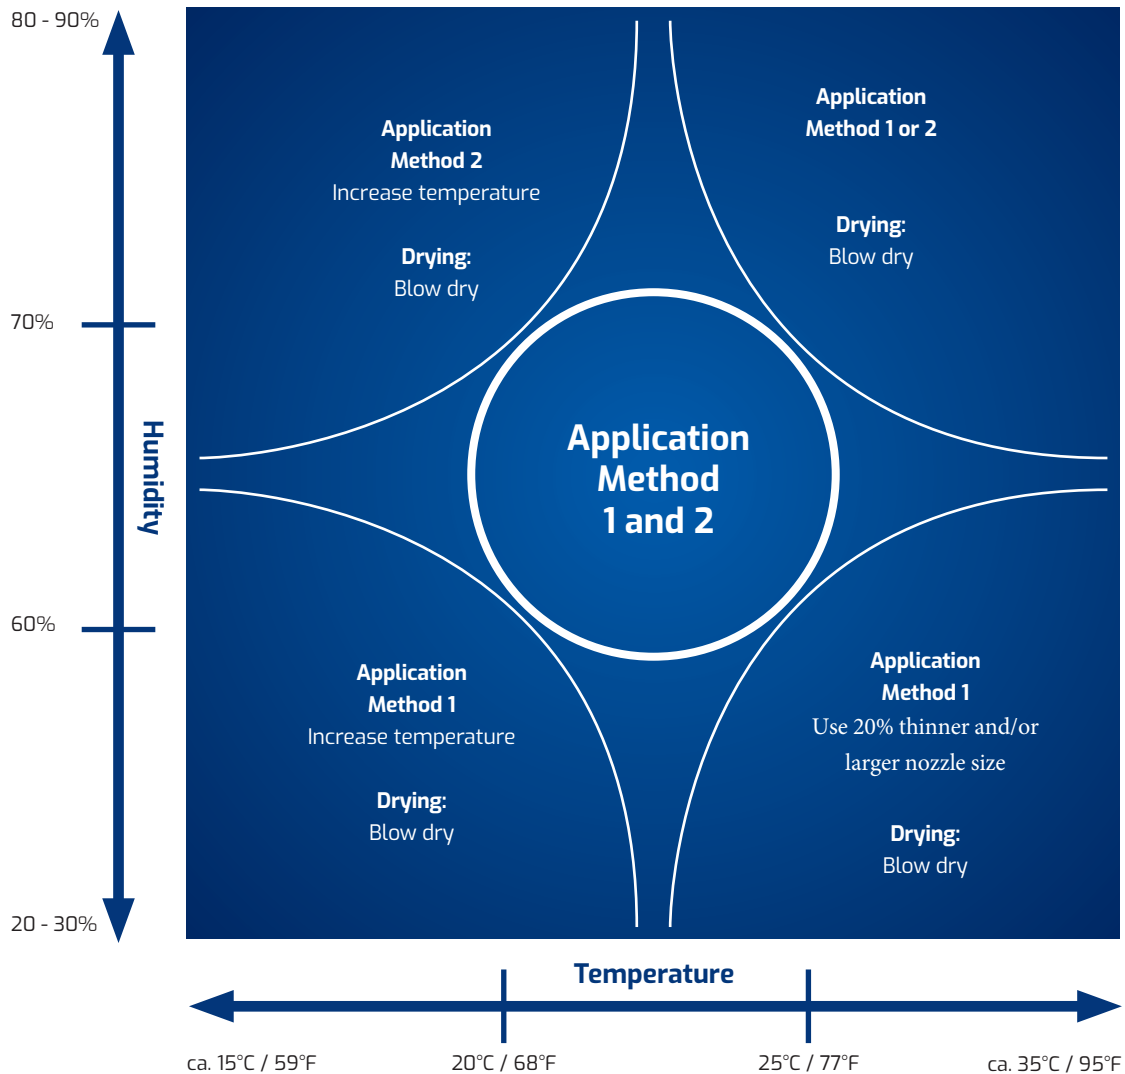 80 - 90%
Application
Method 2
Increase temperature
Drying:
Blow dry
Application
Method 1 or 2
Drying:
Blow dry
70%
Humidity
Application
Method
1 and 2
60%
Application
Method 1
Increase temperature
Drying:
Blow dry
Application
Method 1
Use 20% thinner and/or
larger nozzle size
Drying:
Blow dry
20 - 30%
Temperature
ca. 15°C / 59°F
20°C / 68°F
25°C / 77°F
ca. 35°C / 95°F